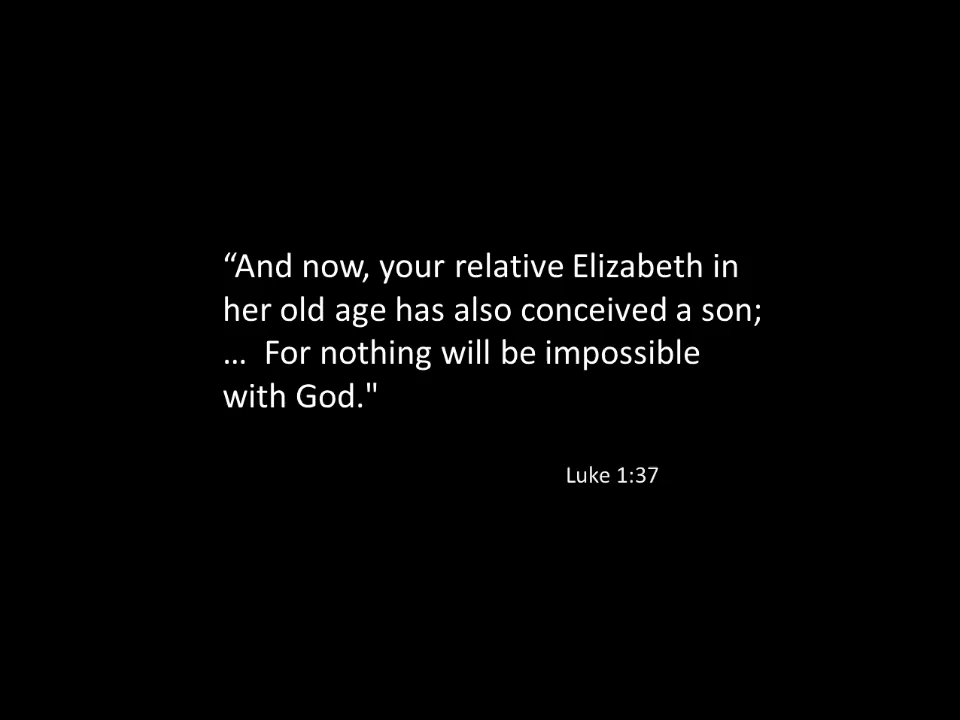 “And now, your relative Elizabeth in
her old age has also conceived a son;
…  For nothing will be impossible
with God."
Luke 1:37